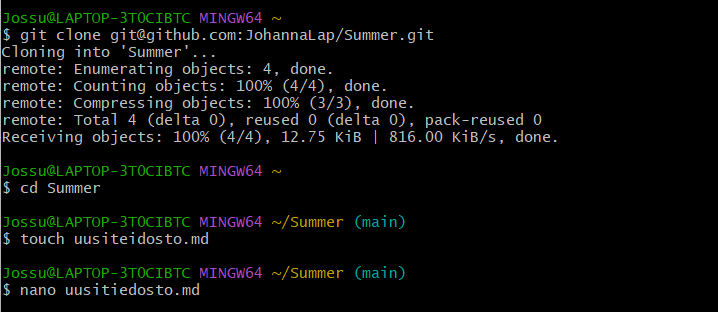 Jossu@LAPTOP-3TOCIBTC MINGW64 ~
$ git clone git@github.com:JohannaLap/Summer.git
Cloning into 'Summer'...
remote: Enumerating objects: 4, done.
remote: Counting objects: 100% (4/4), done.
remote: Compressing objects: 100% (3/3), done.
remote: Total 4 (delta 0), reused 0 (delta 0), pack-reused 0
Receiving objects: 100% (4/4), 12.75 KiB | 816.00 KiB/s, done.
Jossu@LAPTOP-3TOCIBTC MINGW64 ~
$ cd Summer
Jossu@LAPTOP-3TOCIBTC MINGW64 ~/Summer (main)
$ touch uusiteidosto.md
Jossu@LAPTOP-3TOCIBTC MINGW64 ~/Summer (main)
$ nano uusitiedosto.md